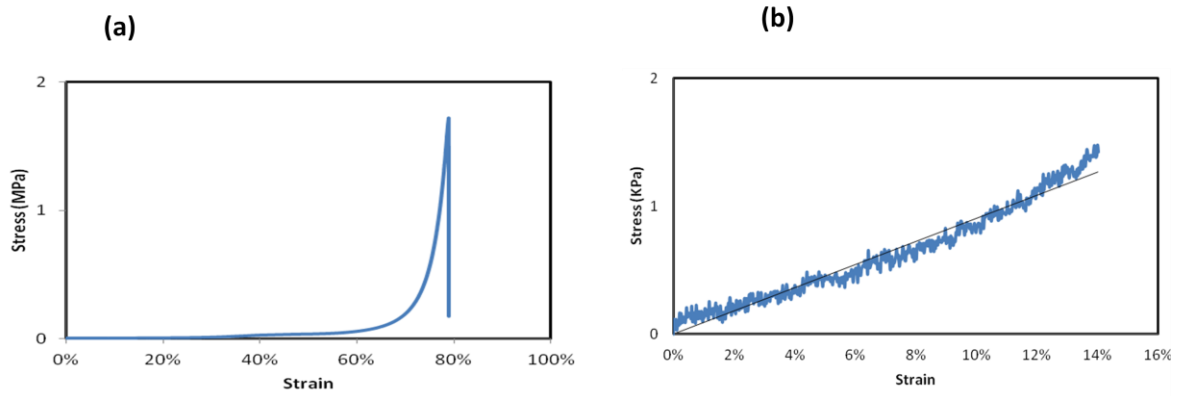 (a)
(b)
Stress (MPa)
2
1
0
0% 20% 40% 60% 80% 100%
Strain
Stress (KPa)
2
1
0
0% 2% 4% 6% 8% 10% 12% 14% 16%
Strain